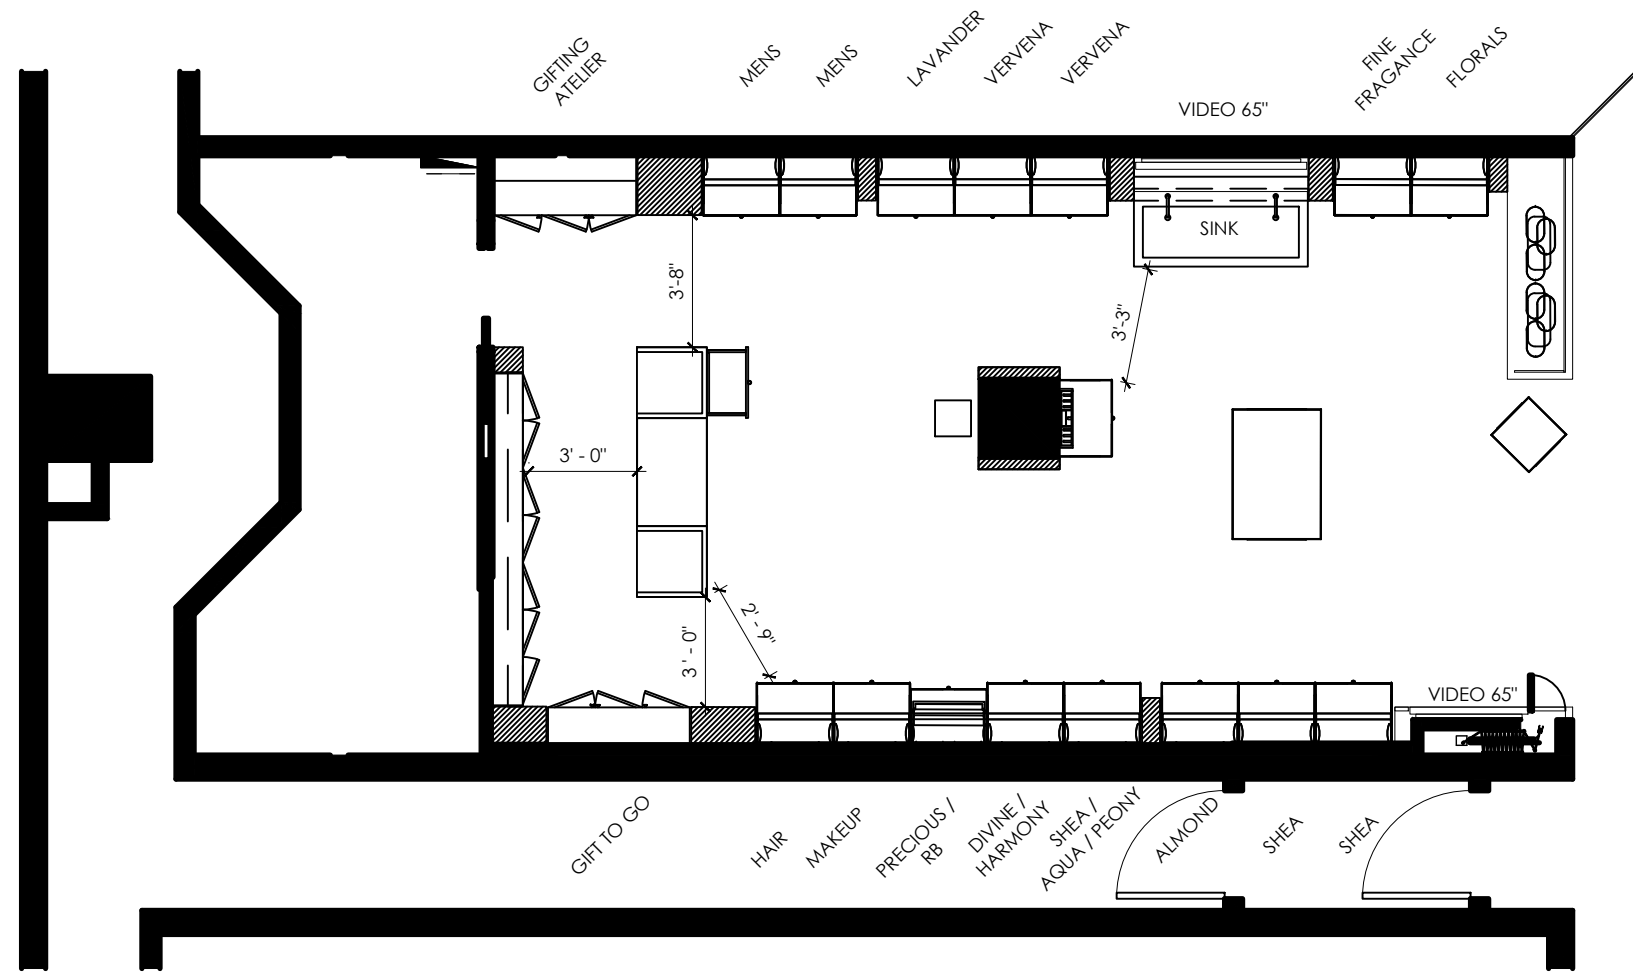 GIFTING
ATELIER
MENS
MENS
LAVANDER
VERVENA
VERVENA
VIDEO 65"
FINE
FRAGANCE
FLORALS
SINK
3'-8"
3'-3"
3' - 0"
2' - 9"
3' - 0"
VIDEO 65"
GIFT TO GO
HAIR
MAKEUP
PRECIOUS /
RB
DIVINE /
HARMONY
SHEA /
AQUA / PEONY
ALMOND
SHEA
SHEA